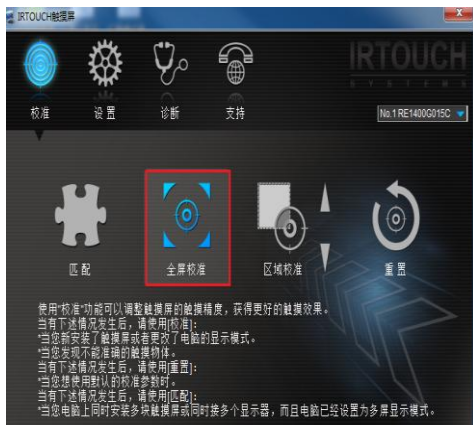 IRTOUCH触摸屏
IRTOUCH
SYSTEMS
校准 设置 诊断 支持
No.1 RE1400G015C
匹配 全屏校准 区域校准 重置
使用"校准"功能可以调整触摸屏的触摸精度，获得更好的触摸效果。
当有下述情况发生后，请使用[校准]:
*当您新安装了触摸屏或者更改了电脑的显示模式。
*当您发现不能准确的触摸物体。
当有下述情况发生后，请使用[重置]:
*当您想使用默认的校准参数时。
当有下述情况发生后，请使用[匹配]:
*当您电脑上同时安装多块触摸屏或同时接多个显示器，而且电脑已经设置为多屏显示模式。